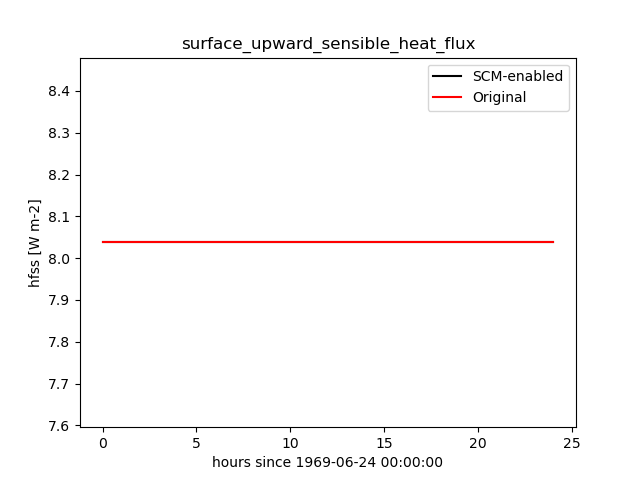 surface_upward_sensible_heat_flux
SCM-enabled
Original
8.4
8.3
8.2
8.1
8.0
7.9
7.8
7.7
7.6
hfss [W m-2]
0 5 10 15 20 25
hours since 1969-06-24 00:00:00